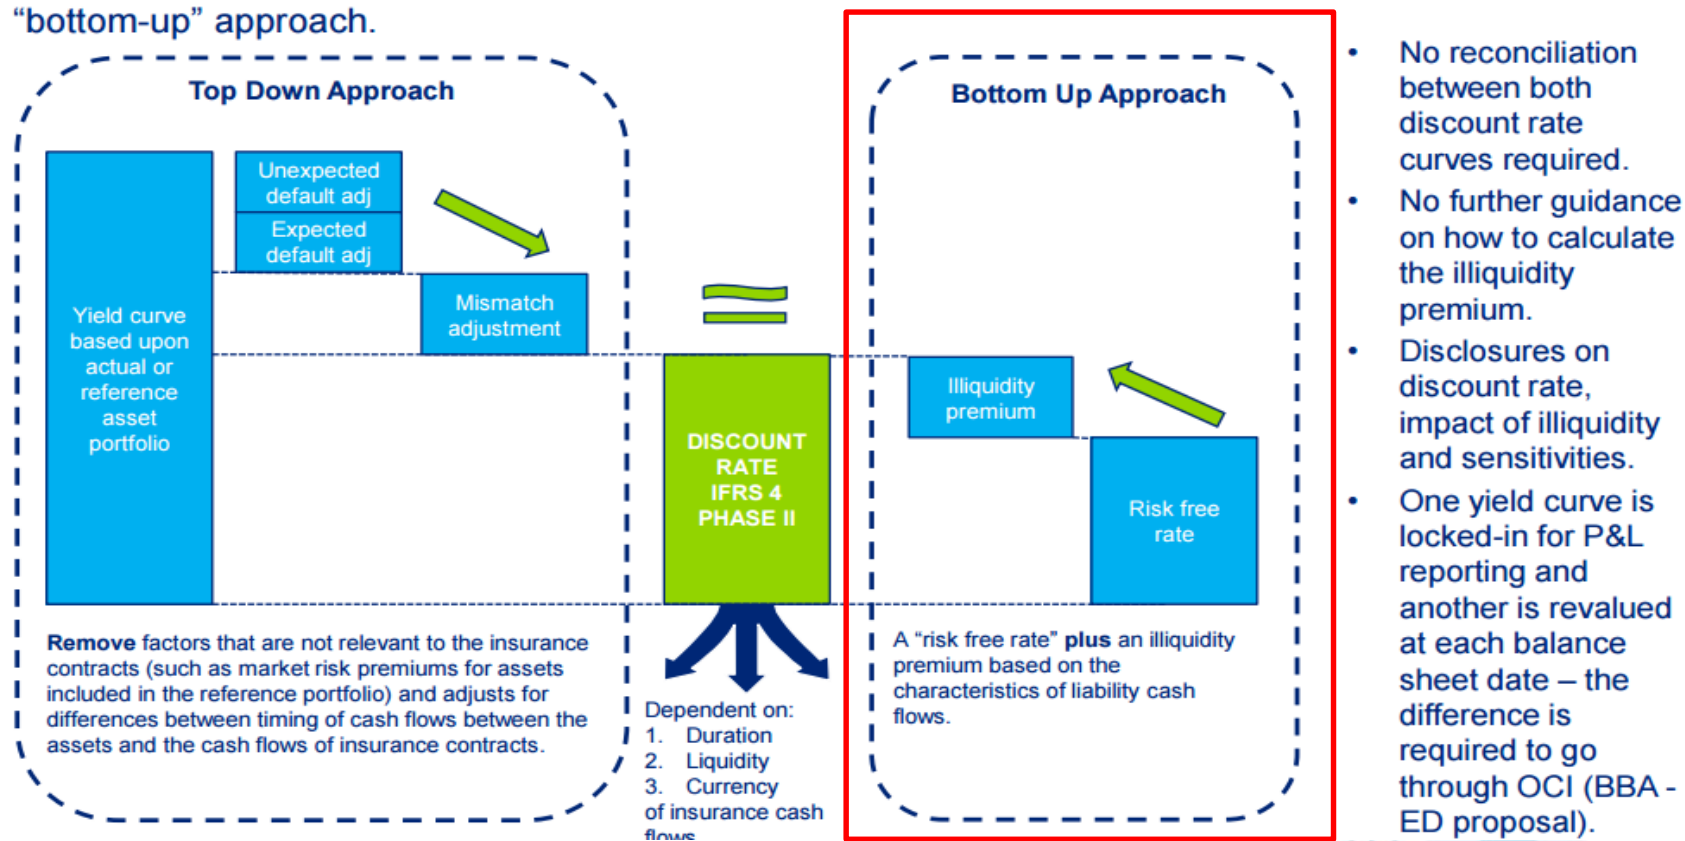 “bottom-up” approach.
Top Down Approach
Yield curve
based upon
actual or
reference
asset
portfolio
Unexpected
default adj
Expected
default adj
Mismatch
adjustment
Remove factors that are not relevant to the insurance
contracts (such as market risk premiums for assets
included in the reference portfolio) and adjusts for
differences between timing of cash flows between the
assets and the cash flows of insurance contracts.
DISCOUNT
RATE
IFRS 4
PHASE II
Dependent on:
1. Duration
2. Liquidity
3. Currency
of insurance cash
flows
Bottom Up Approach
Illiquidity
premium
Risk free
rate
A “risk free rate” plus an illiquidity
premium based on the
characteristics of liability cash
flows.
• No reconciliation
between both
discount rate
curves required.
• No further guidance
on how to calculate
the illiquidity
premium.
• Disclosures on
discount rate,
impact of illiquidity
and sensitivities.
• One yield curve is
locked-in for P&L
reporting and
another is revalued
at each balance
sheet date – the
difference is
required to go
through OCI (BBA -
ED proposal).